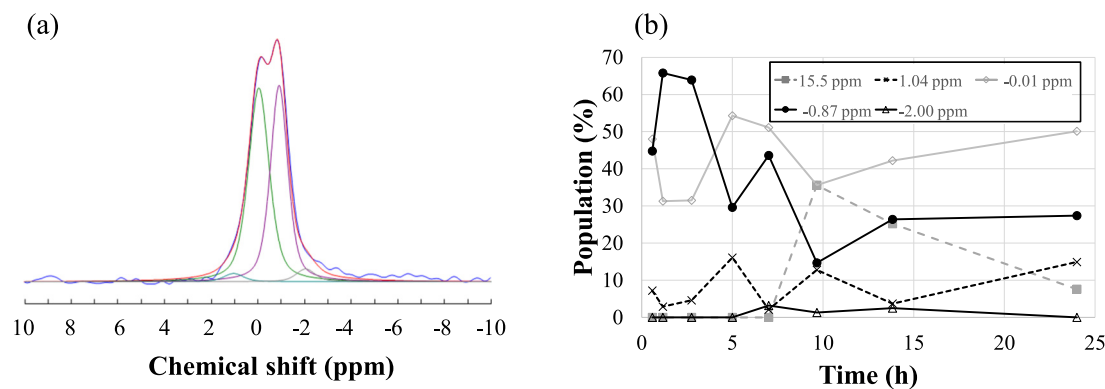 (a)
10 8 6 4 2 0 -2 -4 -6 -8 -10
Chemical shift (ppm)
(b)
Population (%)
70
60
50
40
30
20
10
0
15.5 ppm 1.04 ppm -0.01 ppm
-0.87 ppm -2.00 ppm
0 5 10 15 20 25
Time (h)